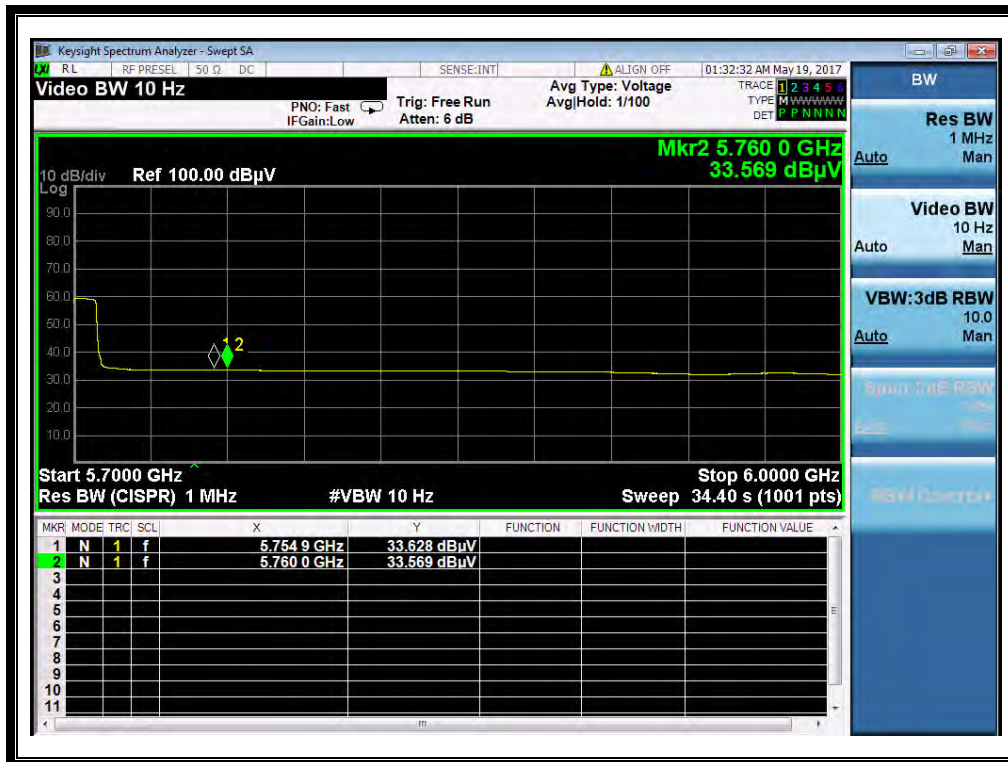 Keysight Spectrum Analyzer - Swept SA
LXI RL RF PRESEL 50 Ω DC SENSE:INT ALIGN OFF 01:32:32 AM May 19, 2017
Video BW 10 Hz
PNO: Fast
IFGain:Low
Trig: Free Run
Atten: 6 dB
Avg Type: Voltage
Avg|Hold: 1/100
TRACE 1 2 3 4 5 6
TYPE M
DET P P N N N N
Mkr2 5.760 0 GHz
33.569 dBµV
10 dB/div Ref 100.00 dBµV
Log
90.0
80.0
70.0
60.0
50.0
40.0
30.0
20.0
10.0
1 2
Start 5.7000 GHz Stop 6.0000 GHz
Res BW (CISPR) 1 MHz #VBW 10 Hz Sweep 34.40 s (1001 pts)
MKR MODE TRC SCL X Y FUNCTION FUNCTION WIDTH FUNCTION VALUE
1 N 1 f 5.754 9 GHz 33.628 dBµV
2 N 1 f 5.760 0 GHz 33.569 dBµV
3
4
5
6
7
8
9
10
11
BW
Res BW
1 MHz
Auto Man
Video BW
10 Hz
Auto Man
VBW:3dB RBW
10.0
Auto Man